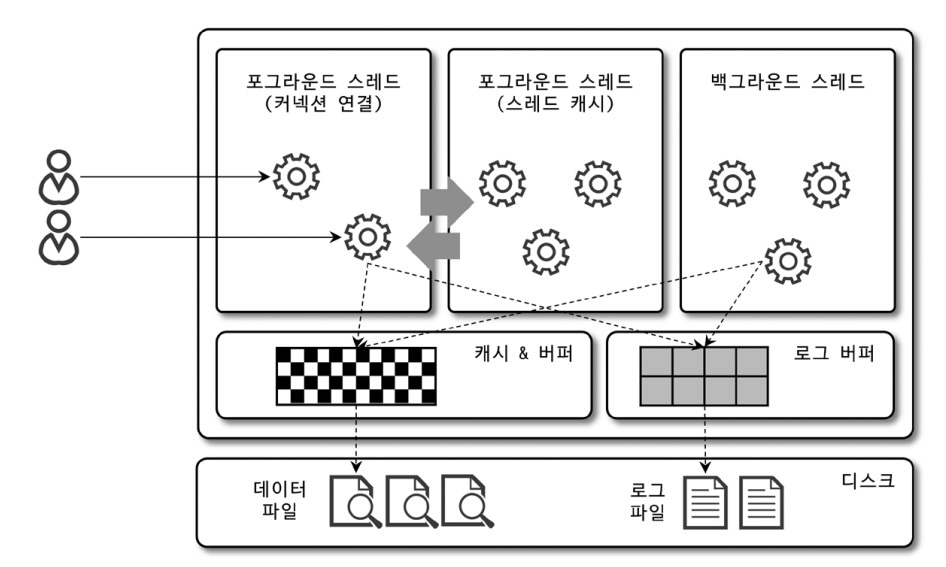 포그라운드 스레드
(커넥션 연결)
포그라운드 스레드
(스레드 캐시)
백그라운드 스레드
캐시 & 버퍼
로그 버퍼
데이터
파일
로그
파일
디스크